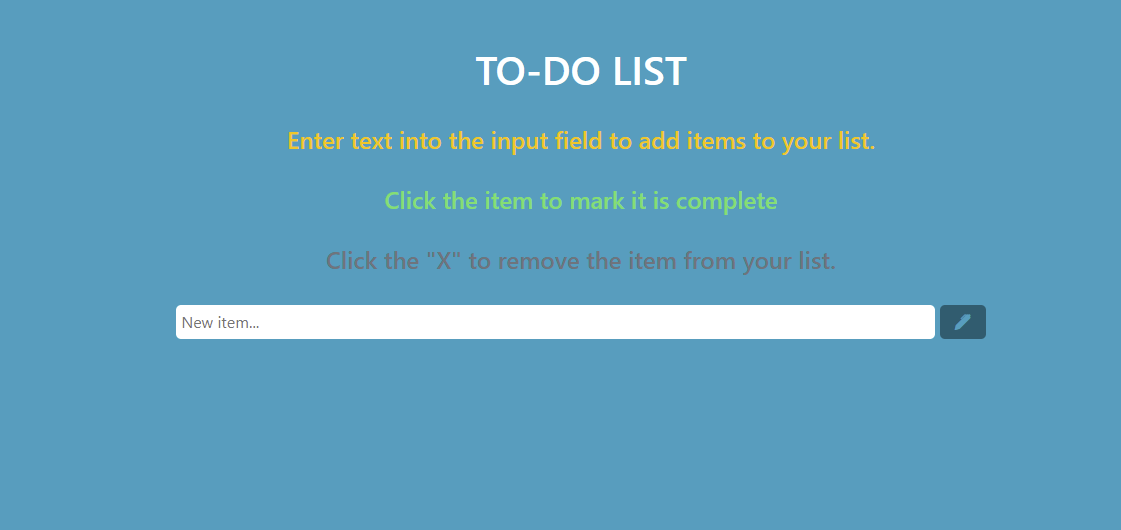 TO-DO LIST
Enter text into the input field to add items to your list.
Click the item to mark it is complete
Click the "X" to remove the item from your list.
New item...